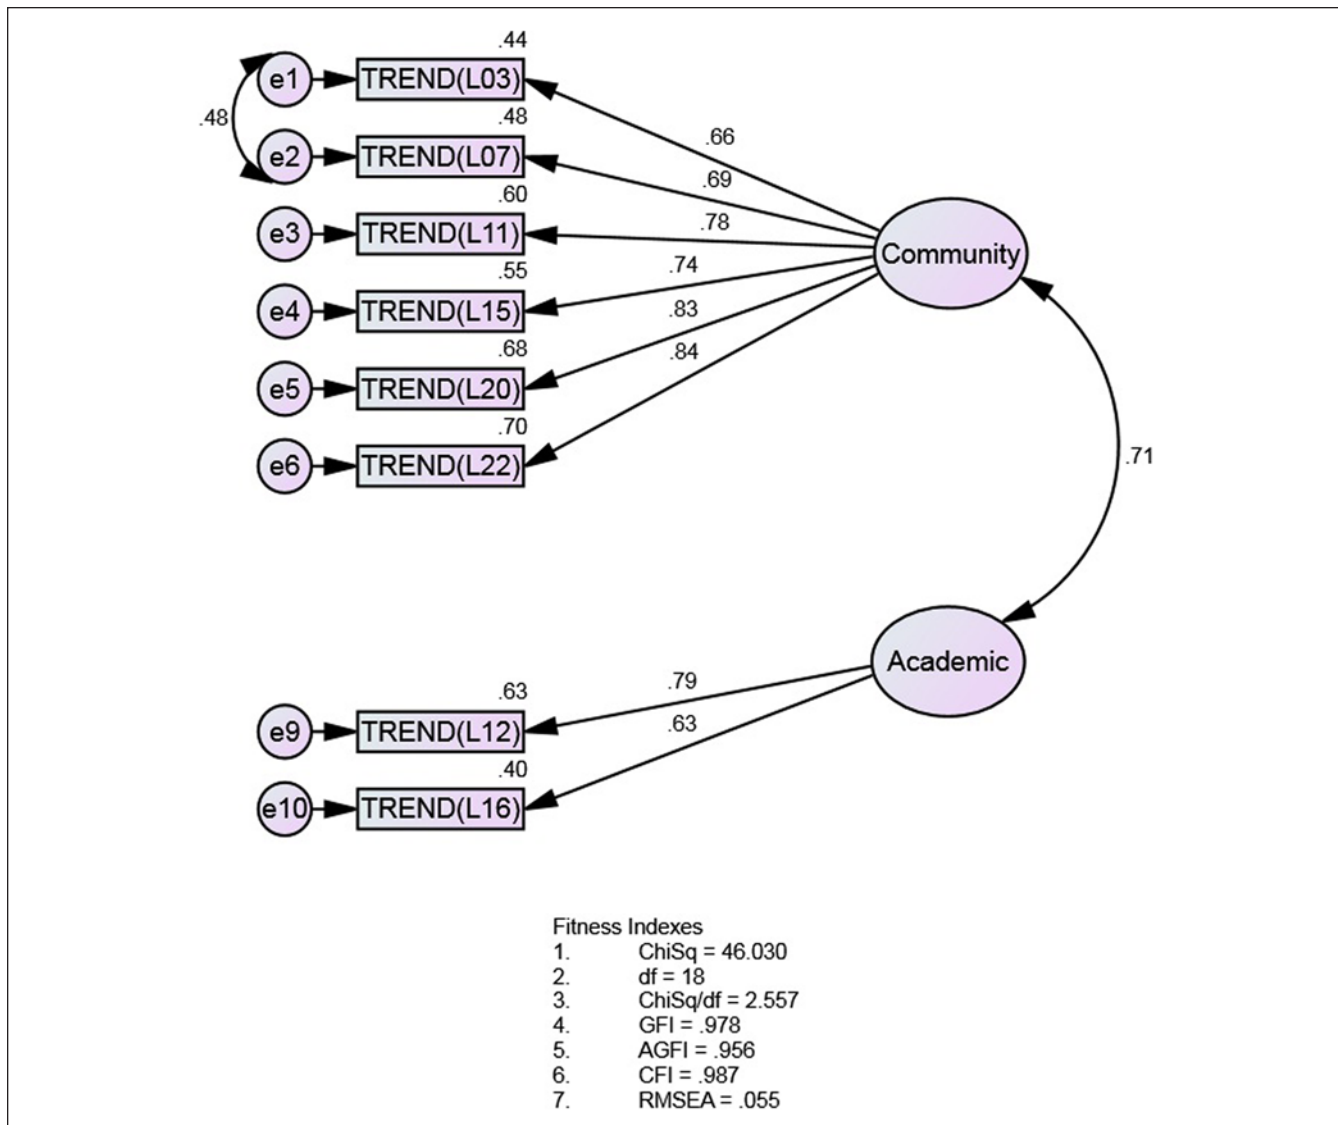 .44
e1 TREND(L03)
.66
.48
.48
e2 TREND(L07)
.69
.60
e3 TREND(L11)
.78
Community
.55
e4 TREND(L15)
.74
.68
e5 TREND(L20)
.83
.70
e6 TREND(L22)
.84
.71
Academic
.63
e9 TREND(L12)
.79
.40
e10 TREND(L16)
.63
Fitness Indexes
1. ChiSq = 46.030
2. df = 18
3. ChiSq/df = 2.557
4. GFI = .978
5. AGFI = .956
6. CFI = .987
7. RMSEA = .055